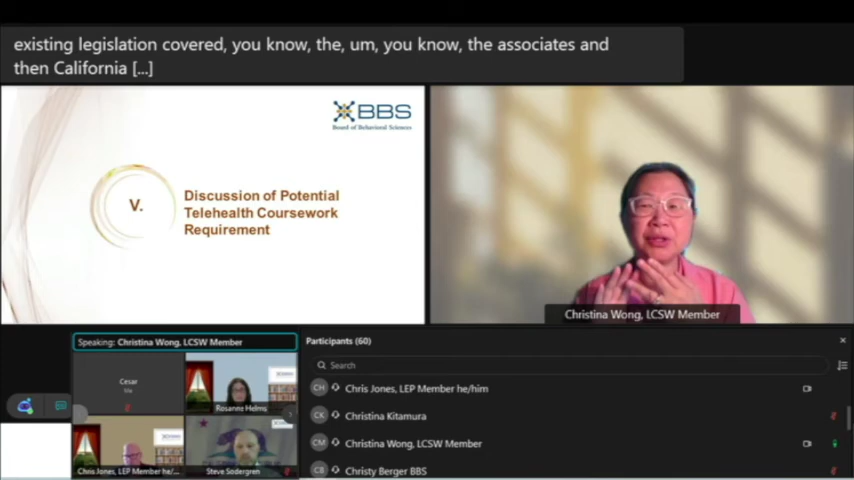 existing legislation covered, you know, the, um, you know, the associates and
then California [...]
BBS
Board of Behavioral Sciences
V.
Discussion of Potential
Telehealth Coursework
Requirement
Christina Wong, LCSW Member
Speaking: Christina Wong, LCSW Member
Cesar
Rosanne Helms
Chris Jones, LEP Member he/...
Steve Sodergren
Participants (60)
Search
CH Chris Jones, LEP Member he/him
CK Christina Kitamura
CM Christina Wong, LCSW Member
CB Christy Berger BBS